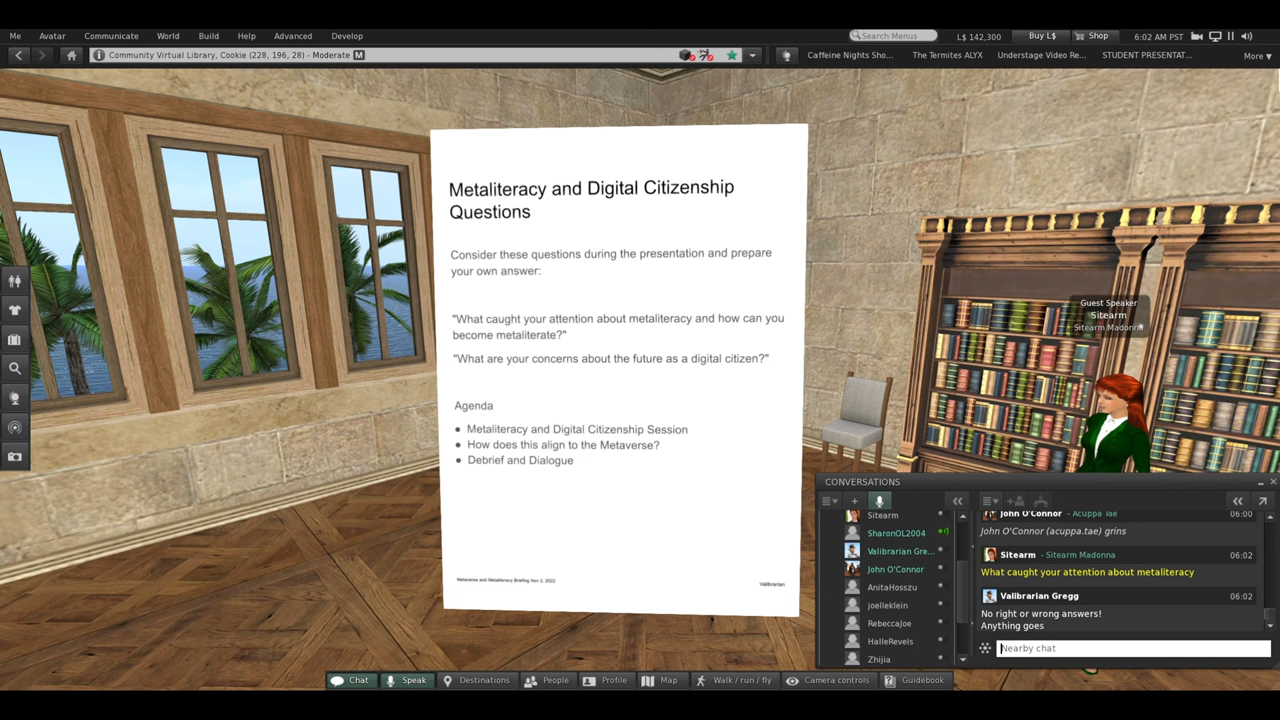 Me Avatar Communicate World Build Help Advanced Develop
Search Menus L$ 142,300 Buy L$ Shop 6:02 AM PST
Community Virtual Library, Cookie (228, 196, 28) - Moderate M
Caffeine Nights Sho... The Termites ALYX Understage Video Re... STUDENT PRESENTAT... More
Metaliteracy and Digital Citizenship
Questions
Consider these questions during the presentation and prepare
your own answer:
"What caught your attention about metaliteracy and how can you
become metaliterate?"
"What are your concerns about the future as a digital citizen?"
Agenda
● Metaliteracy and Digital Citizenship Session
● How does this align to the Metaverse?
● Debrief and Dialogue
Metaverse and Metaliteracy Briefing Nov 2, 2022
Valibrarian
Guest Speaker
Sitearm
Sitearm Madonna
CONVERSATIONS
Sitearm
SharonOL2004
Valibrarian Gre...
John O'Connor
AnitaHosszu
joelleklein
RebeccaJoe
HalleRevels
Zhijia
John O'Connor - Acuppa Tae 06:00
John O'Connor (acuppa.tae) grins
Sitearm - Sitearm Madonna 06:02
What caught your attention about metaliteracy
Valibrarian Gregg 06:02
No right or wrong answers!
Anything goes
Nearby chat
Chat Speak Destinations People Profile Map Walk / run / fly Camera controls Guidebook